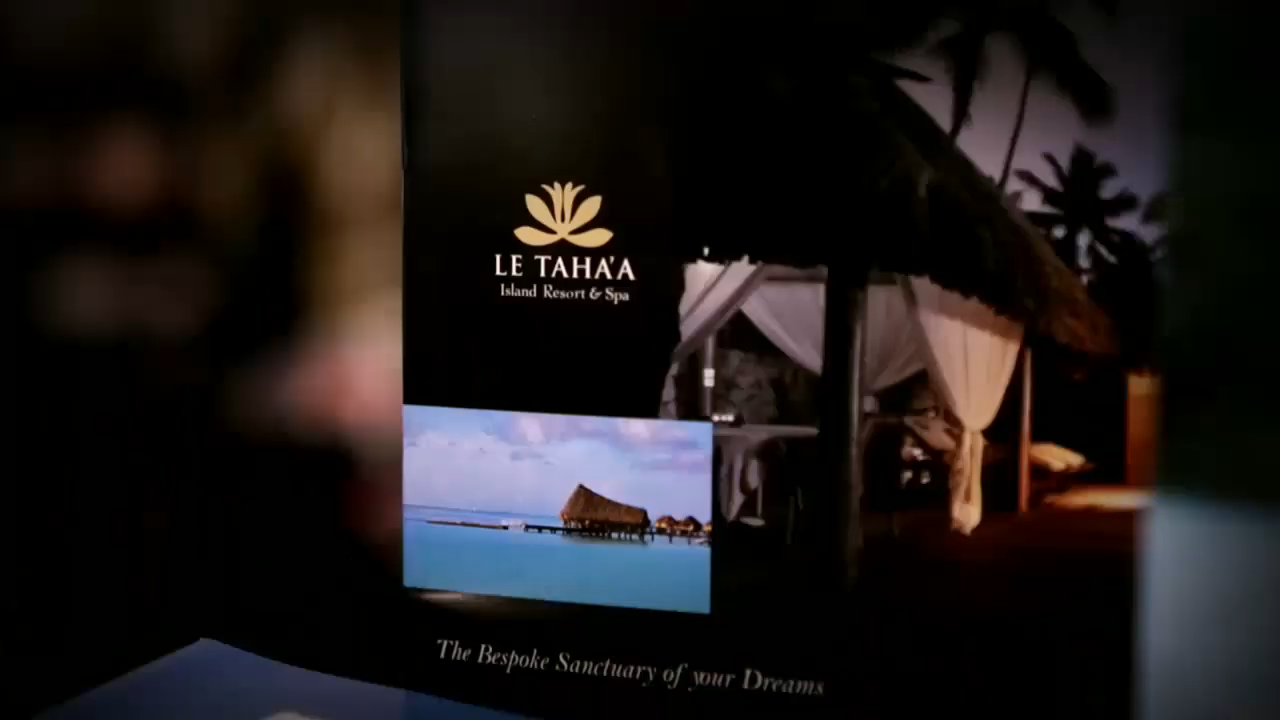 LE TAHA'A
Island Resort & Spa
The Bespoke Sanctuary of your Dreams